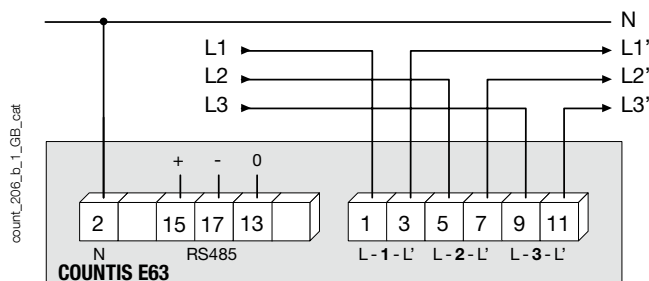 N
L1 L1’
L2 L2’
L3 L3’
count_206_b_1_GB_cat
+ - 0
2 15 17 13 1 3 5 7 9 11
N RS485 L - 1 - L’ L - 2 - L’ L - 3 - L’
COUNTIS E63